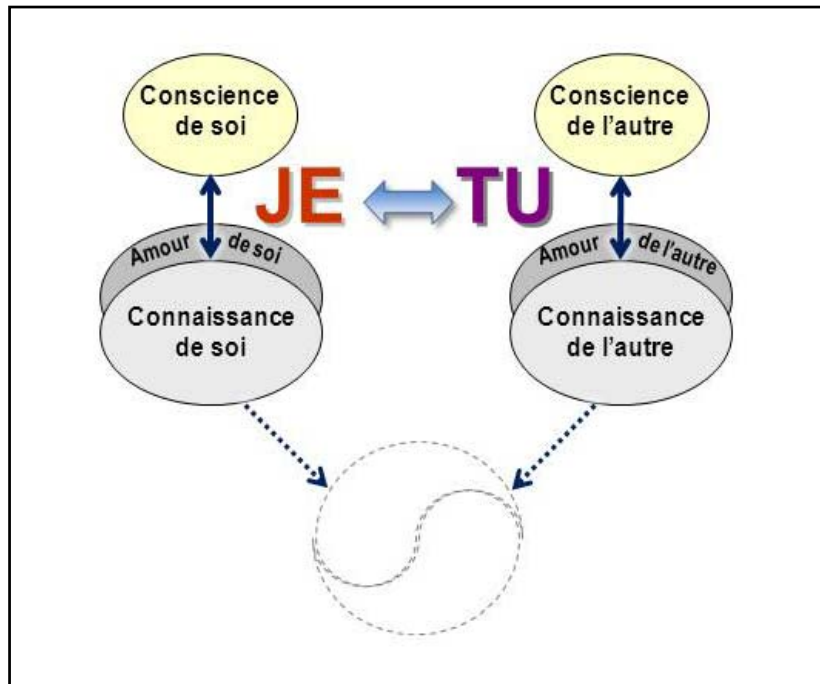 Conscience
de soi
Conscience
de l'autre
JE
TU
Amour de soi
Connaissance
de soi
Amour de l'autre
Connaissance
de l'autre